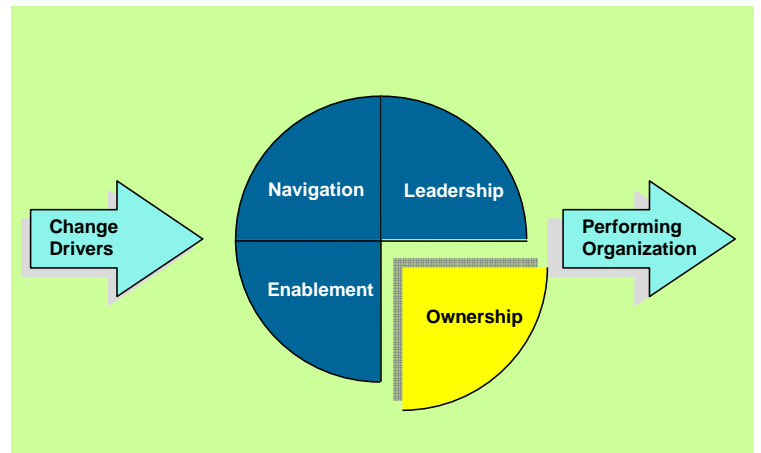 Change
Drivers
Navigation
Leadership
Enablement
Ownership
Performing
Organization